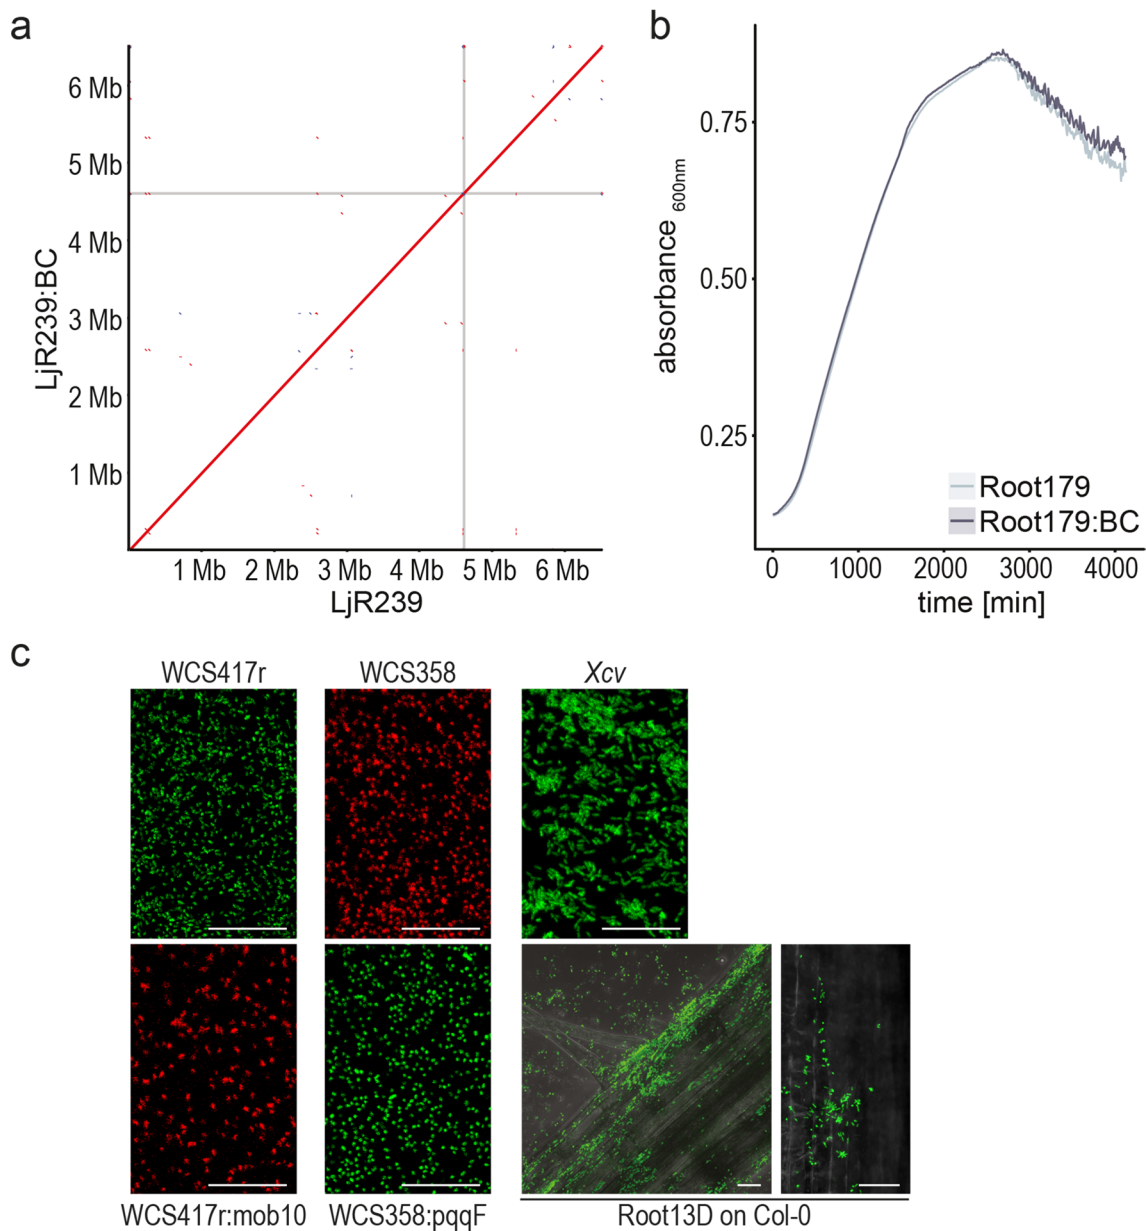 a
6 Mb
5 Mb
4 Mb
3 Mb
2 Mb
1 Mb
LjR239:BC
1 Mb 2 Mb 3 Mb 4 Mb 5 Mb 6 Mb
LjR239
b
0.75
0.50
0.25
absorbance 600nm
Root179
Root179:BC
0 1000 2000 3000 4000
time [min]
c
WCS417r WCS358 Xcv
WCS417r:mob10 WCS358:pqqF Root13D on Col-0